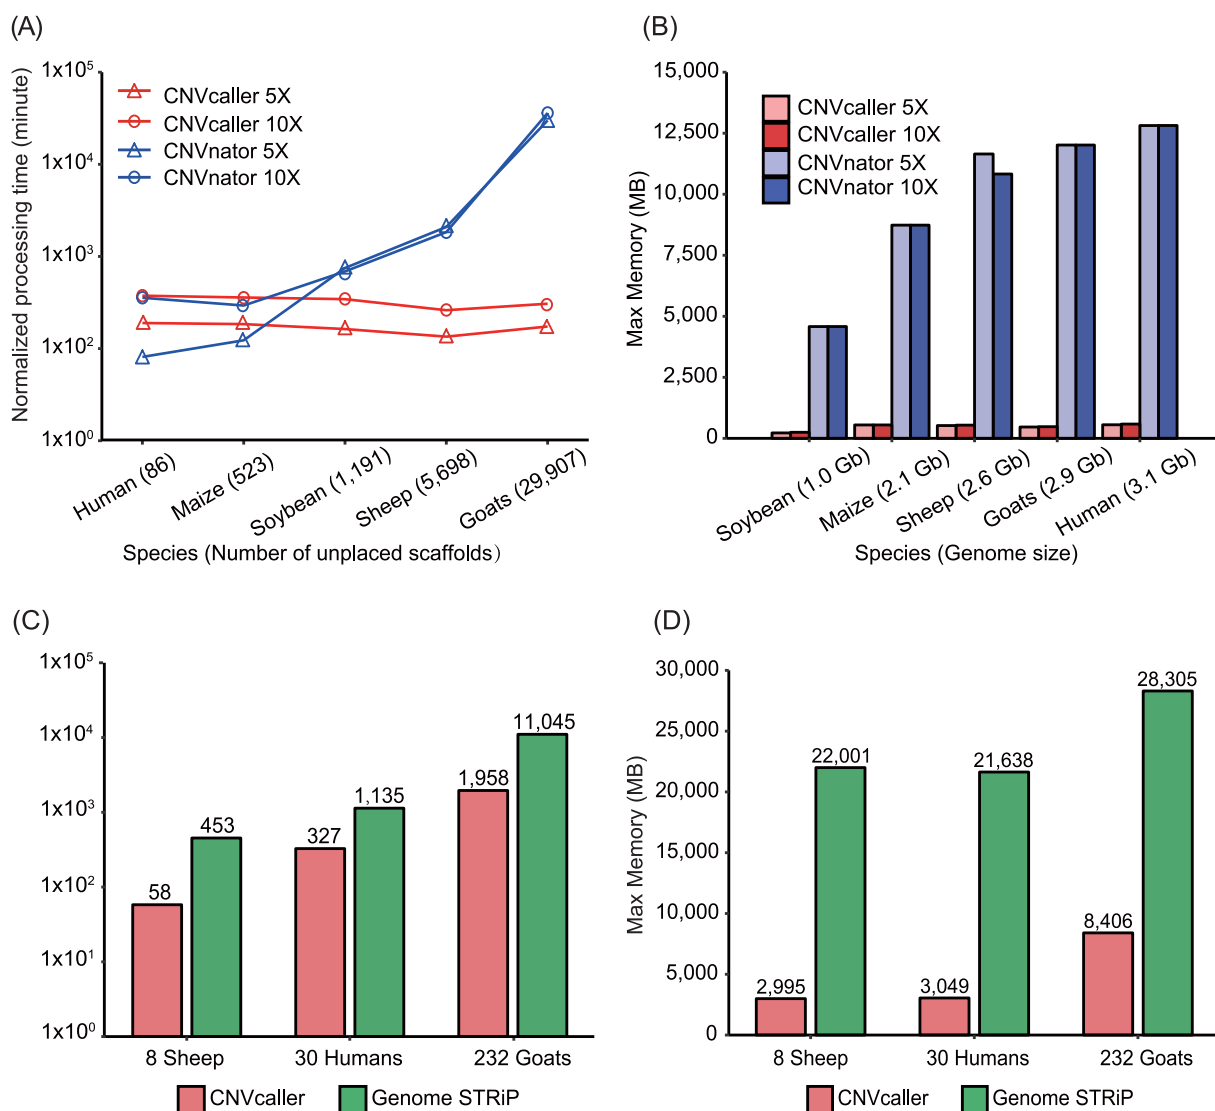 (A)
Normalized processing time (minute)
1x10⁵
1x10⁴
1x10³
1x10²
1x10⁰
CNVcaller 5X
CNVcaller 10X
CNVnator 5X
CNVnator 10X
Human (86)
Maize (523)
Soybean (1,191)
Sheep (5,698)
Goats (29,907)
Species (Number of unplaced scaffolds)
(B)
Max Memory (MB)
15,000
12,500
10,000
7,500
5,000
2,500
0
CNVcaller 5X
CNVcaller 10X
CNVnator 5X
CNVnator 10X
Soybean (1.0 Gb)
Maize (2.1 Gb)
Sheep (2.6 Gb)
Goats (2.9 Gb)
Human (3.1 Gb)
Species (Genome size)
(C)
1x10⁵
1x10⁴
1x10³
1x10²
1x10¹
1x10⁰
58
453
327
1,135
1,958
11,045
8 Sheep
30 Humans
232 Goats
CNVcaller
Genome STRiP
(D)
Max Memory (MB)
30,000
25,000
20,000
15,000
10,000
5,000
0
2,995
22,001
3,049
21,638
8,406
28,305
8 Sheep
30 Humans
232 Goats
CNVcaller
Genome STRiP